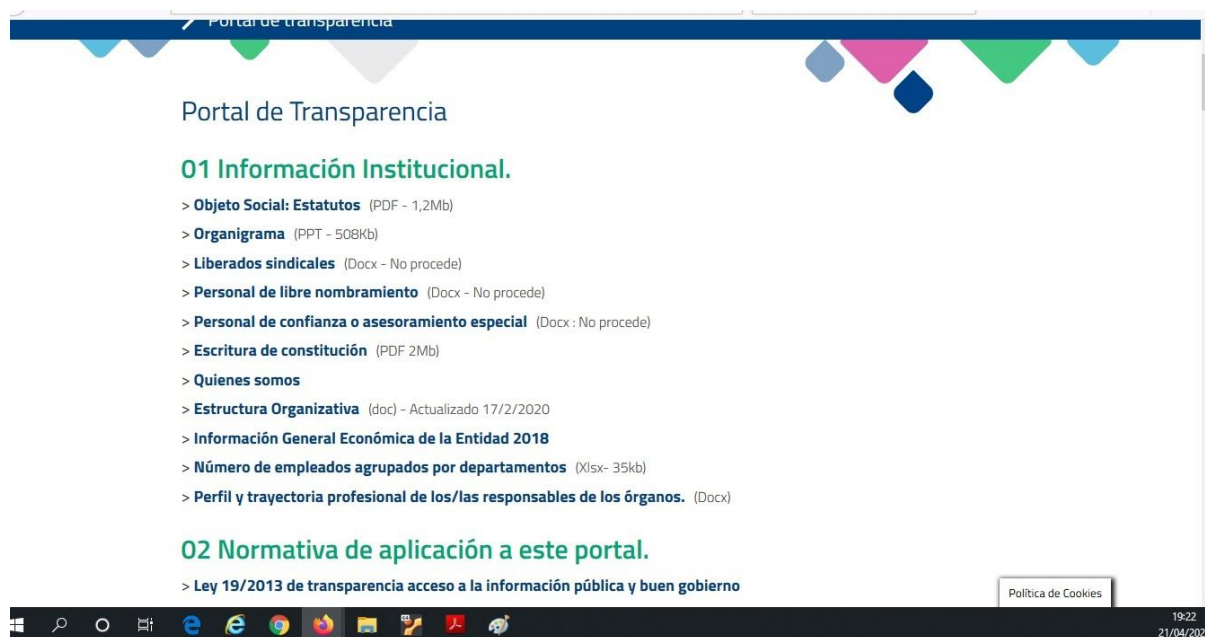 Portal de transparencia
Portal de Transparencia
01 Información Institucional.
> Objeto Social: Estatutos (PDF - 1,2Mb)
> Organigrama (PPT - 508Kb)
> Liberados sindicales (Docx - No procede)
> Personal de libre nombramiento (Docx - No procede)
> Personal de confianza o asesoramiento especial (Docx : No procede)
> Escritura de constitución (PDF 2Mb)
> Quienes somos
> Estructura Organizativa (doc) - Actualizado 17/2/2020
> Información General Económica de la Entidad 2018
> Número de empleados agrupados por departamentos (Xlsx- 35kb)
> Perfil y trayectoria profesional de los/las responsables de los órganos. (Docx)
02 Normativa de aplicación a este portal.
> Ley 19/2013 de transparencia acceso a la información pública y buen gobierno
Política de Cookies
19:22
21/04/202